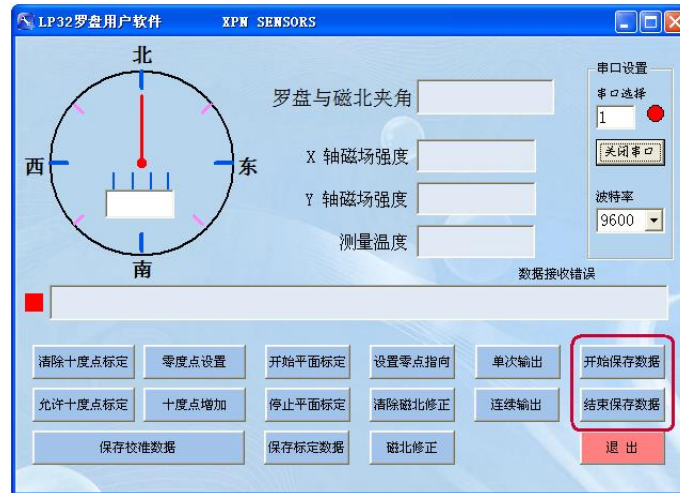 LP32罗盘用户软件 XPN SENSORS
北
西
东
南
罗盘与磁北夹角
X 轴磁场强度
Y 轴磁场强度
测量温度
串口设置
串口选择
1
关闭串口
波特率
9600
数据接收错误
清除十度点标定 零度点设置 开始平面标定 设置零点指向 单次输出 开始保存数据
允许十度点标定 十度点增加 停止平面标定 清除磁北修正 连续输出 结束保存数据
保存校准数据 保存标定数据 磁北修正 退 出